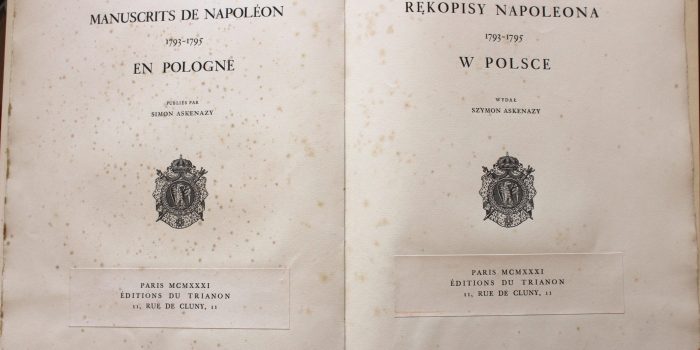 MANUSCRITS DE NAPOLÉON
1793-1795
EN POLOGNE
PUBLIÉS PAR
SIMON ASKENAZY
PARIS MCMXXXI
ÉDITIONS DU TRIANON
11, RUE DE CLUNY, 11
RĘKOPISY NAPOLEONA
1793-1795
W POLSCE
WYDAŁ
SZYMON ASKENAZY
PARIS MCMXXXI
ÉDITIONS DU TRIANON
11, RUE DE CLUNY, 11